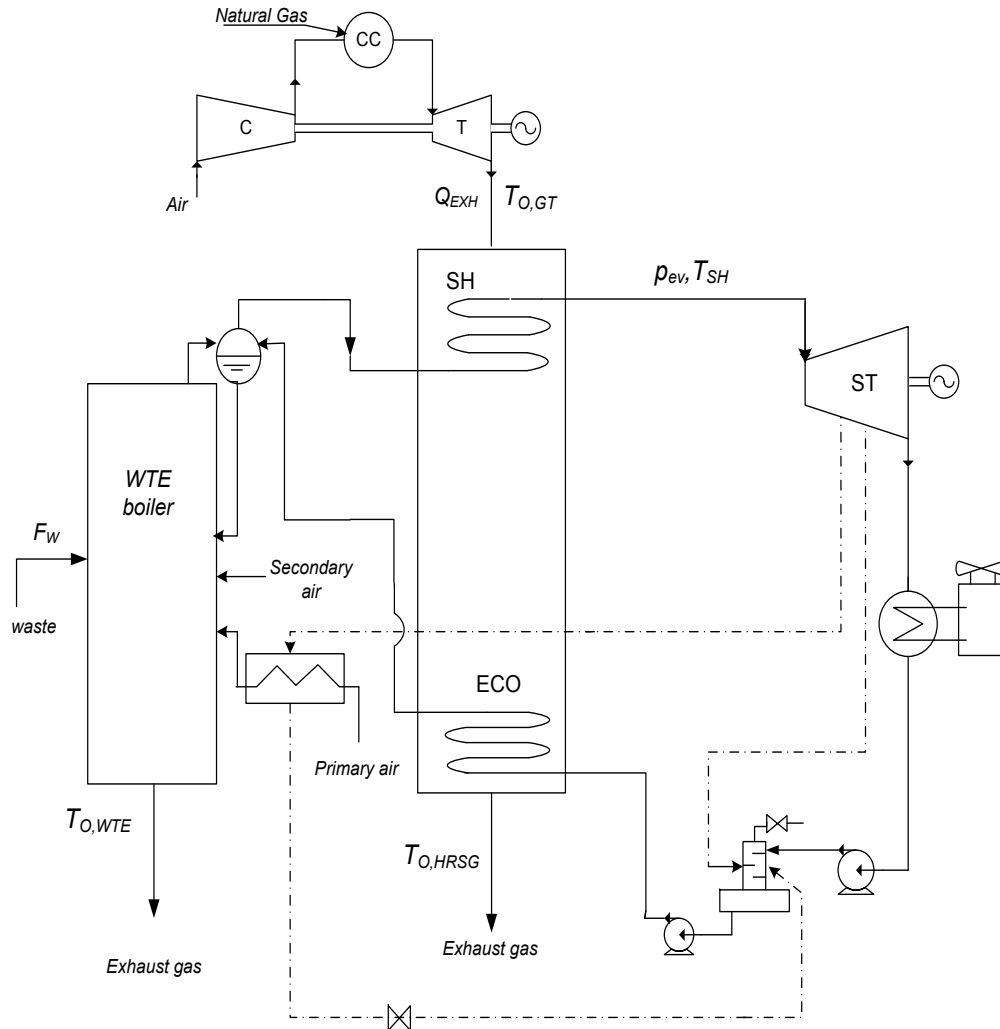 Natural Gas
CC
C
T
Air
Q_EXH T_O,GT
SH
p_ev, T_SH
ST
WTE
boiler
F_W
Secondary
air
waste
ECO
Primary air
T_O,WTE
T_O,HRSG
Exhaust gas
Exhaust gas